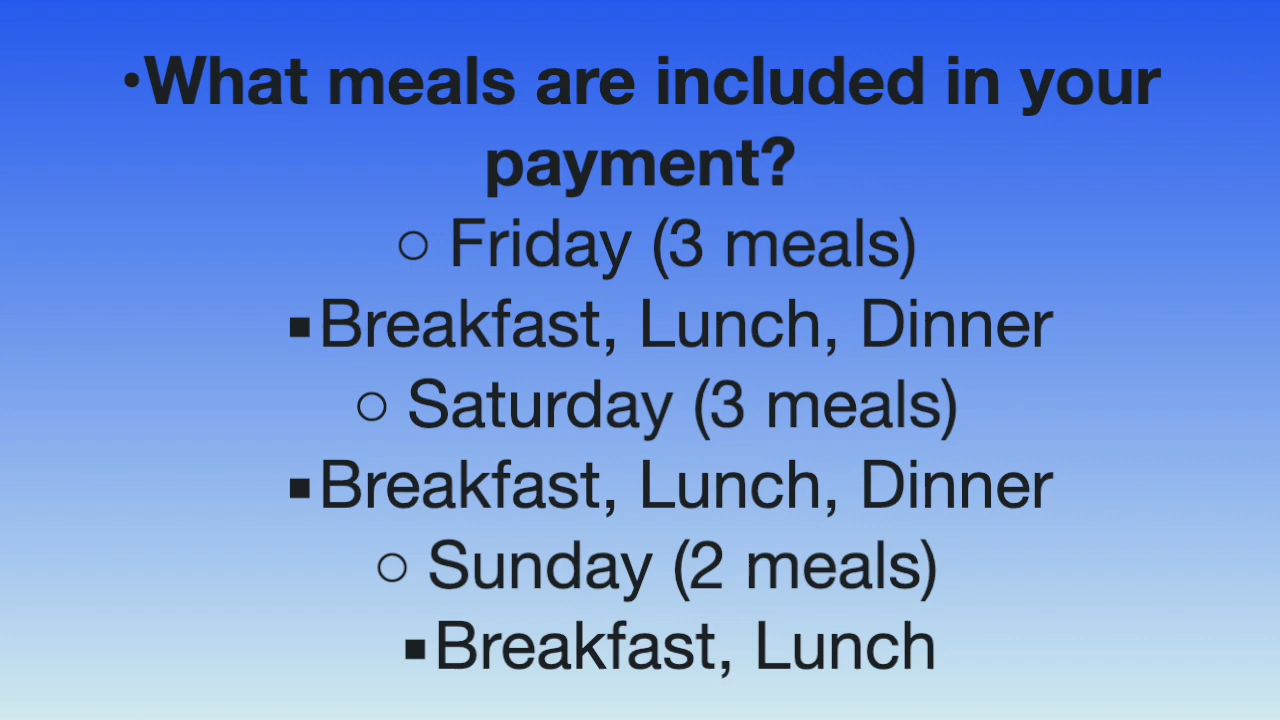 •What meals are included in your
payment?
○ Friday (3 meals)
▪Breakfast, Lunch, Dinner
○ Saturday (3 meals)
▪Breakfast, Lunch, Dinner
○ Sunday (2 meals)
▪Breakfast, Lunch